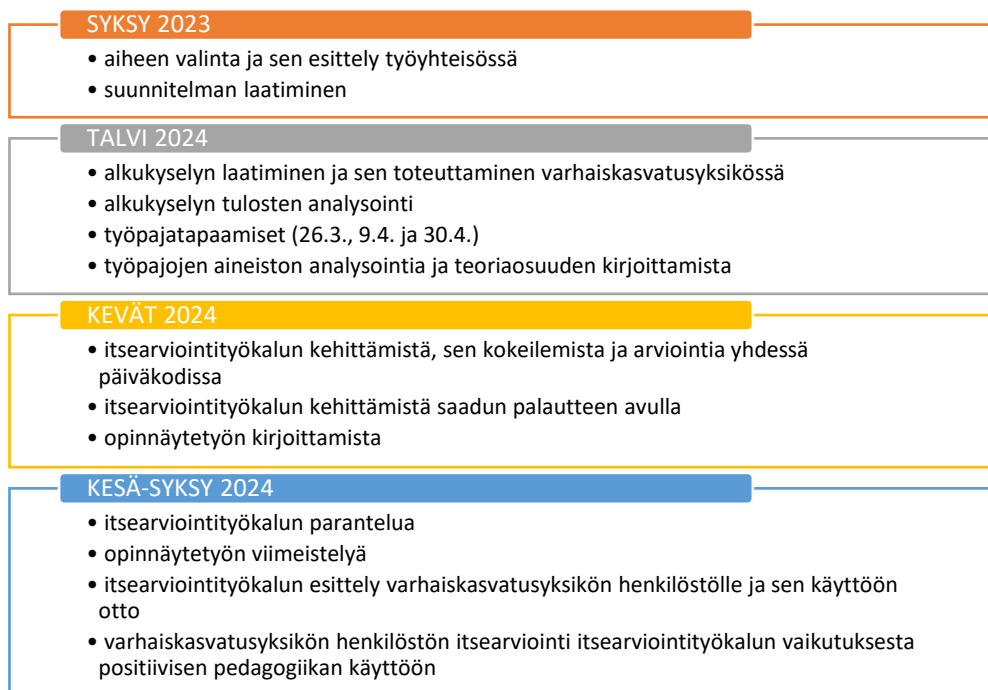 SYKSY 2023
• aiheen valinta ja sen esittely työyhteisössä
• suunnitelman laatiminen
TALVI 2024
• alkukyselyn laatiminen ja sen toteuttaminen varhaiskasvatusyksikössä
• alkukyselyn tulosten analysointi
• työpajatapaamiset (26.3., 9.4. ja 30.4.)
• työpajojen aineiston analysointia ja teoriaosuuden kirjoittamista
KEVÄT 2024
• itsearviointityökalun kehittämistä, sen kokeilemista ja arviointia yhdessä
päiväkodissa
• itsearviointityökalun kehittämistä saadun palautteen avulla
• opinnäytetyön kirjoittamista
KESÄ-SYKSY 2024
• itsearviointityökalun parantelua
• opinnäytetyön viimeistelyä
• itsearviointityökalun esittely varhaiskasvatusyksikön henkilöstölle ja sen käyttöön
otto
• varhaiskasvatusyksikön henkilöstön itsearviointi itsearviointityökalun vaikutuksesta
positiivisen pedagogiikan käyttöön